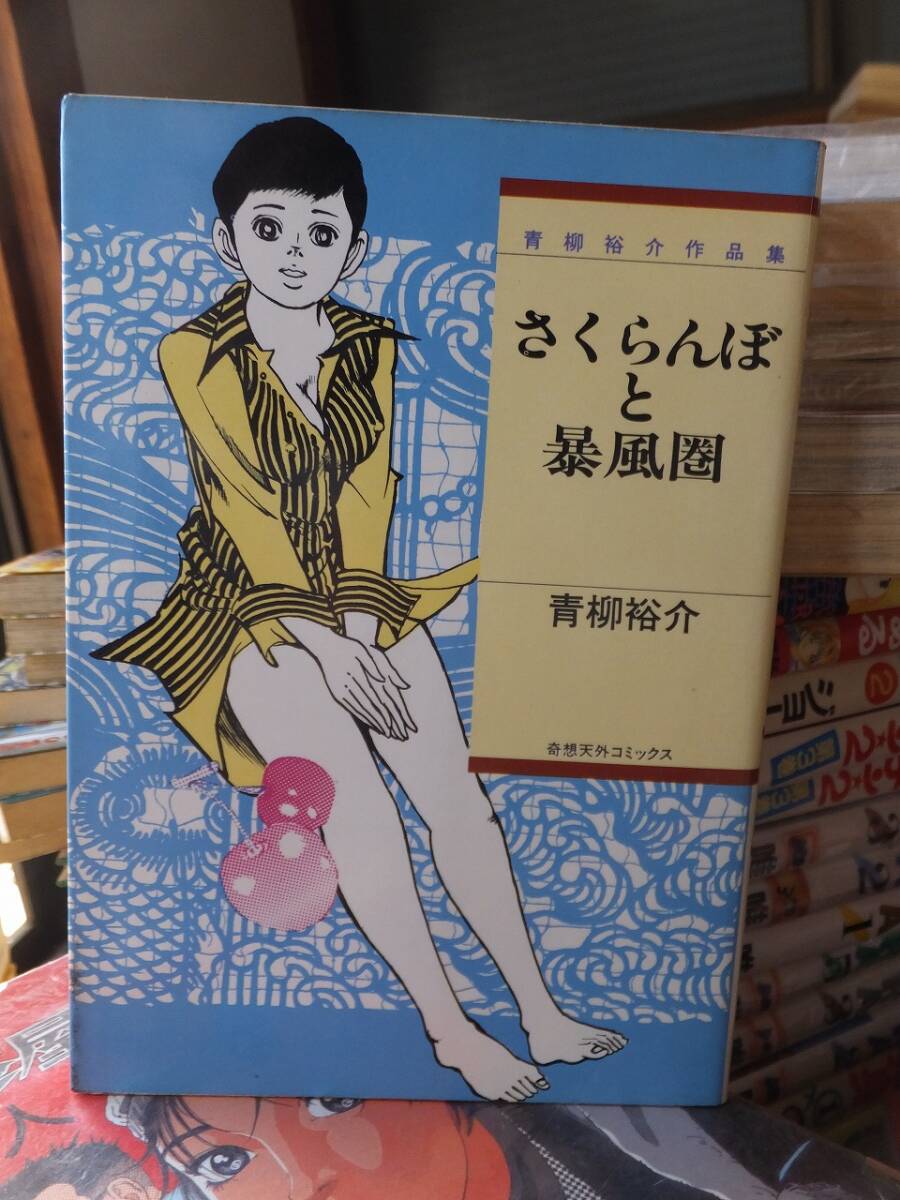 青柳裕介作品集
さくらんぼ
と
暴風圏
青柳裕介
奇想天外コミックス